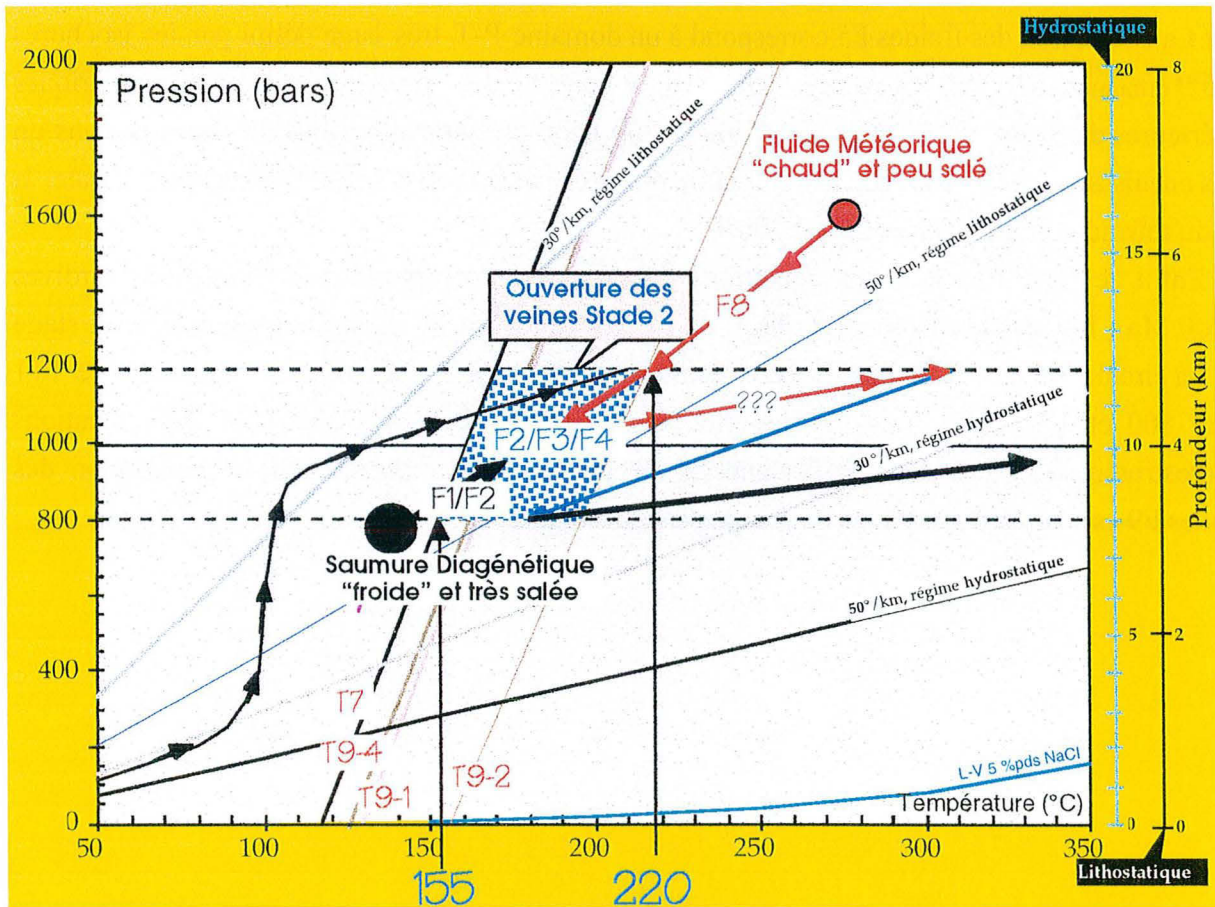 Hydrostatique
Pression (bars)
2000
1600
1200
1000
800
400
0
50
100
150
200
250
300
350
155
220
20
15
10
5
0
8
6
4
2
0
Profondeur (km)
Lithostatique
Température (°C)
30°/km, régime lithostatique
50°/km, régime lithostatique
30°/km, régime hydrostatique
50°/km, régime hydrostatique
L-V 5 %pds NaCl
Fluide Météorique
"chaud" et peu salé
F8
Ouverture des
veines Stade 2
???
F2/F3/F4
F1/F2
Saumure Diagénétique
"froide" et très salée
T7
T9-4
T9-1
T9-2